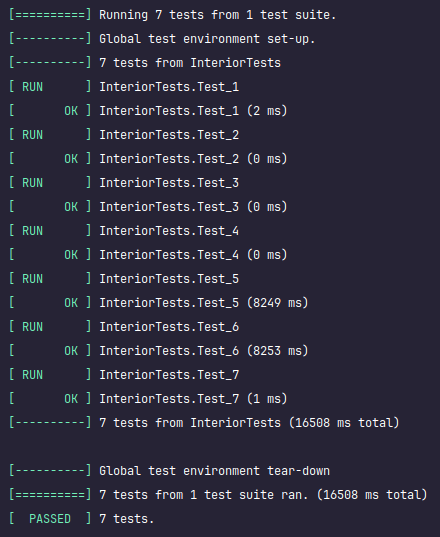 [==========] Running 7 tests from 1 test suite.
[----------] Global test environment set-up.
[----------] 7 tests from InteriorTests
[ RUN      ] InteriorTests.Test_1
[       OK ] InteriorTests.Test_1 (2 ms)
[ RUN      ] InteriorTests.Test_2
[       OK ] InteriorTests.Test_2 (0 ms)
[ RUN      ] InteriorTests.Test_3
[       OK ] InteriorTests.Test_3 (0 ms)
[ RUN      ] InteriorTests.Test_4
[       OK ] InteriorTests.Test_4 (0 ms)
[ RUN      ] InteriorTests.Test_5
[       OK ] InteriorTests.Test_5 (8249 ms)
[ RUN      ] InteriorTests.Test_6
[       OK ] InteriorTests.Test_6 (8253 ms)
[ RUN      ] InteriorTests.Test_7
[       OK ] InteriorTests.Test_7 (1 ms)
[----------] 7 tests from InteriorTests (16508 ms total)
[----------] Global test environment tear-down
[==========] 7 tests from 1 test suite ran. (16508 ms total)
[  PASSED  ] 7 tests.